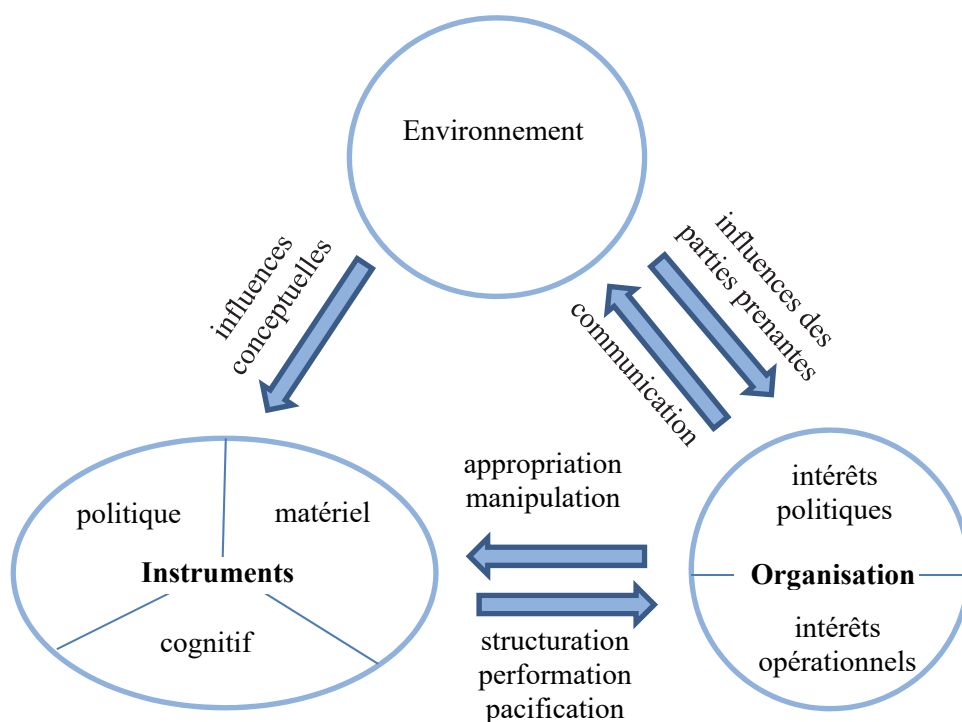 Environnement
influences
conceptuelles
influences des
parties prenantes
communication
appropriation
manipulation
politique
matériel
Instruments
cognitif
intérêts
politiques
Organisation
intérêts
opérationnels
structuration
performation
pacification